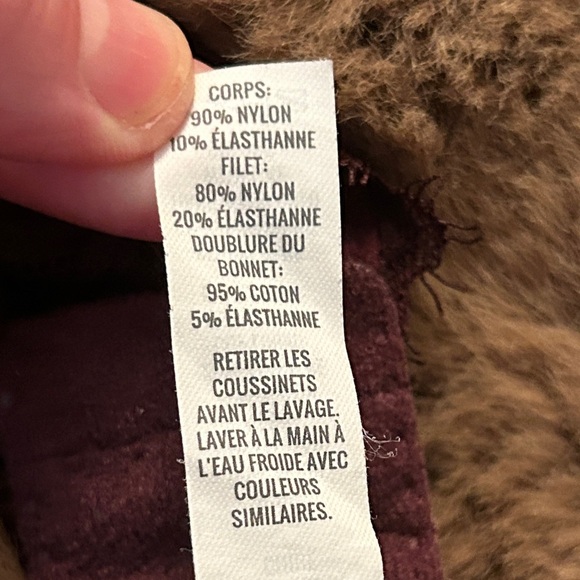 CORPS:
90% NYLON
10% ÉLASTHANNE
FILET:
80% NYLON
20% ÉLASTHANNE
DOUBLURE DU
BONNET:
95% COTON
5% ÉLASTHANNE
RETIRER LES
COUSSINETS
AVANT LE LAVAGE.
LAVER À LA MAIN À
L'EAU FROIDE AVEC
COULEURS
SIMILAIRES.